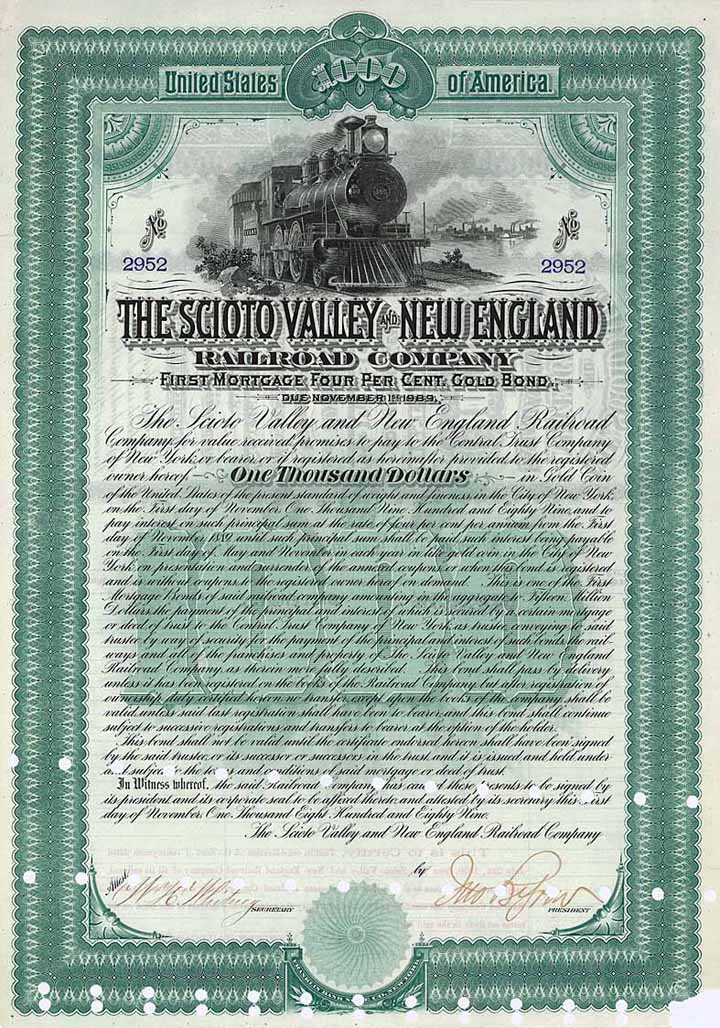 1000
United States of America.
No. No.
2952 2952
THE SCIOTO VALLEY AND NEW ENGLAND
RAILROAD COMPANY
FIRST MORTGAGE FOUR PER CENT. GOLD BOND.
DUE NOVEMBER 1ST 1989.
The Scioto Valley and New England Railroad
Company, for value received, promises to pay to the Central Trust Company
of New York, or bearer, or if registered, as hereinafter provided, to the registered
owner hereof One Thousand Dollars in Gold Coin
of the United States of the present standard of weight and fineness, in the City of New York,
on the First day of November, One Thousand Nine Hundred and Eighty Nine, and to
pay interest on such principal sum at the rate of four per cent per annum from the First
day of November 1889 until such principal sum shall be paid, such interest being payable
on the First day of May and November in each year in like gold coin in the City of New
York on presentation and surrender of the annexed coupons, or when this bond is registered
and is without coupons to the registered owner hereof on demand. This is one of the First
Mortgage Bonds of said railroad company amounting in the aggregate to Fifteen Million
Dollars, the payment of the principal and interest of which is secured by a certain mortgage
or deed of trust to the Central Trust Company of New York as trustee, conveying to said
trustee by way of security for the payment of the principal and interest of such bonds, the rail-
ways and all of the franchises and property of The Scioto Valley and New England
Railroad Company as therein more fully described. This bond shall pass by delivery
unless it has been registered on the books of the Railroad Company, but after registration of
ownership duly certified hereon, no transfer, except upon the books of the company, shall be
valid, unless said last registration shall have been to bearer, and this bond shall continue
subject to successive registrations and transfers to bearer at the option of the holder.
This bond shall not be valid until the certificate endorsed hereon shall have been signed
by the said trustee, or its successor or successors in the trust, and it is issued and held under
and subject to the terms and conditions of said mortgage or deed of trust.
In Witness whereof, the said Railroad Company has caused these presents to be signed by
its president and its corporate seal to be affixed thereto, and attested by its secretary this First
day of November One Thousand Eight Hundred and Eighty Nine.
The Scioto Valley and New England Railroad Company
Attest by
SECRETARY PRESIDENT